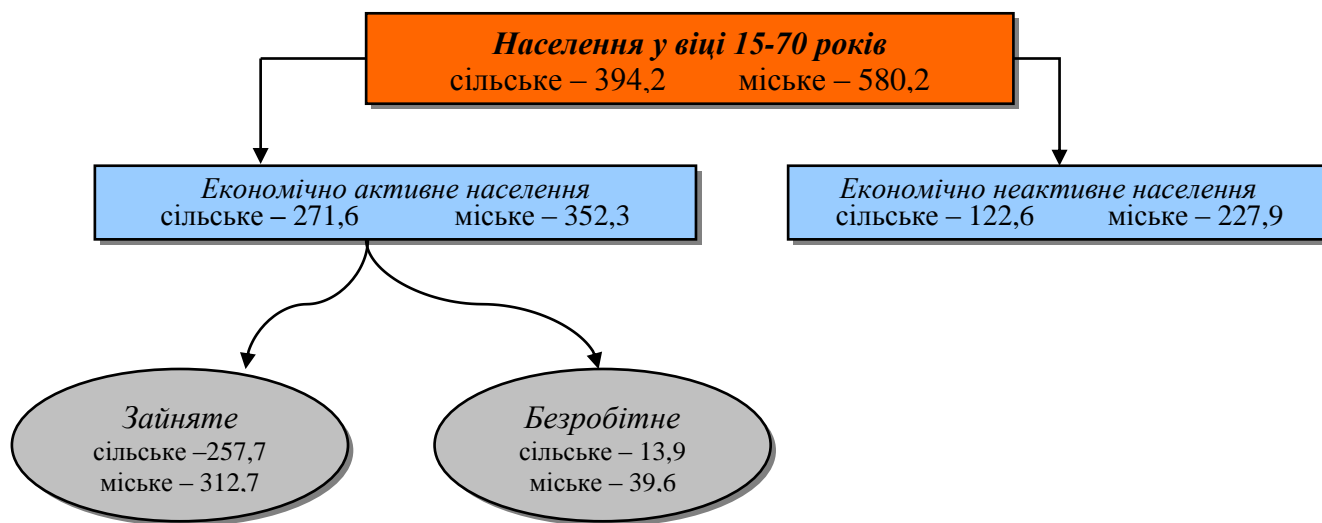 Населення у віці 15-70 років
сільське – 394,2 міське – 580,2
Економічно активне населення
сільське – 271,6 міське – 352,3
Економічно неактивне населення
сільське – 122,6 міське – 227,9
Зайняте
сільське –257,7
міське – 312,7
Безробітне
сільське – 13,9
міське – 39,6